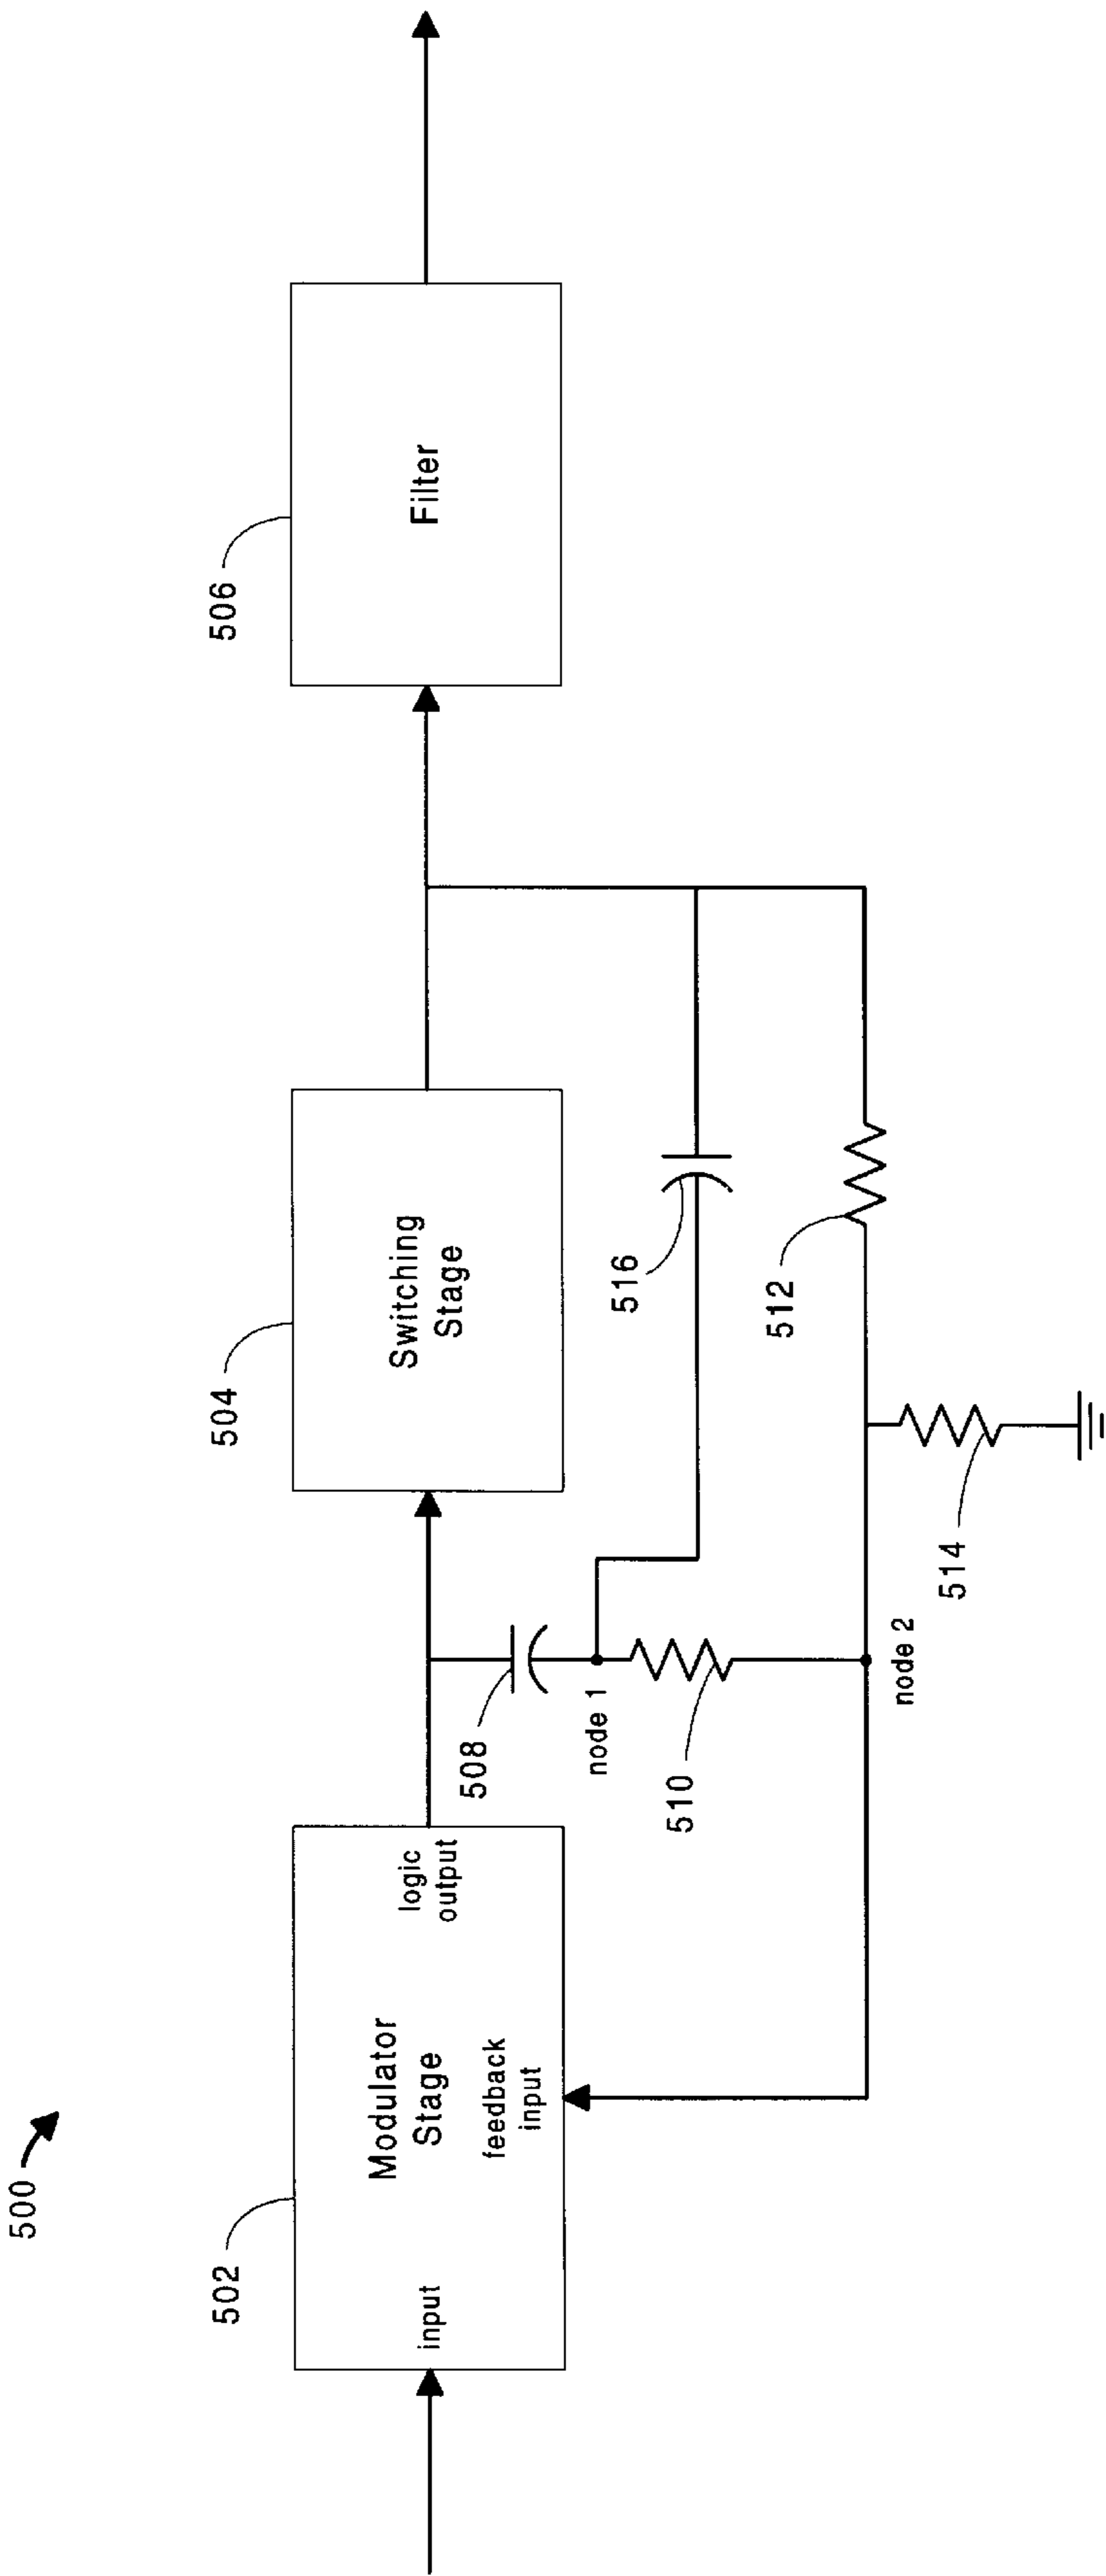 500
502
input
Modulator
Stage
feedback
input
logic
output
508
node 1
510
504
Switching
Stage
516
512
514
node 2
506
Filter